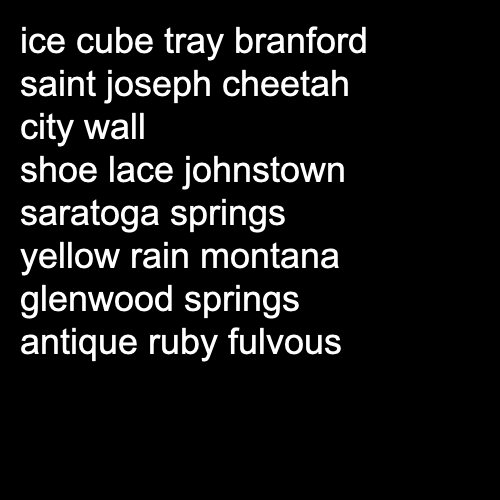 ice cube tray branford
saint joseph cheetah
city wall
shoe lace johnstown
saratoga springs
yellow rain montana
glenwood springs
antique ruby fulvous